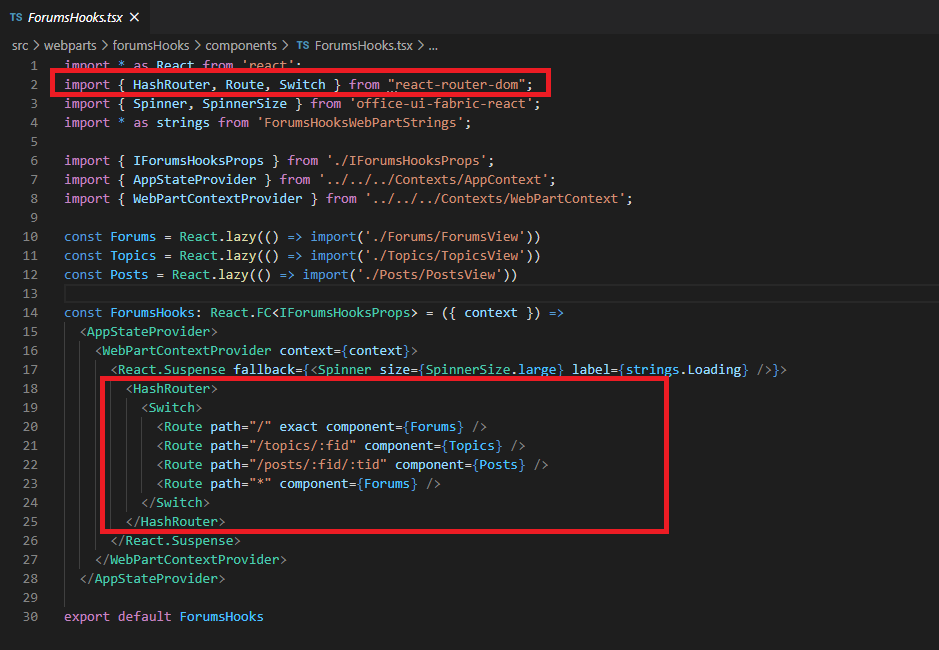 TS ForumsHooks.tsx ×
src > webparts > forumsHooks > components > TS ForumsHooks.tsx > ...
1 import * as React from 'react';
2 import { HashRouter, Route, Switch } from "react-router-dom";
3 import { Spinner, SpinnerSize } from 'office-ui-fabric-react';
4 import * as strings from 'ForumsHooksWebPartStrings';
5
6 import { IForumsHooksProps } from './IForumsHooksProps';
7 import { AppStateProvider } from '../../../Contexts/AppContext';
8 import { WebPartContextProvider } from '../../../Contexts/WebPartContext';
9
10 const Forums = React.lazy(() => import('./Forums/ForumsView'))
11 const Topics = React.lazy(() => import('./Topics/TopicsView'))
12 const Posts = React.lazy(() => import('./Posts/PostsView'))
13
14 const ForumsHooks: React.FC<IForumsHooksProps> = ({ context }) =>
15 <AppStateProvider>
16 <WebPartContextProvider context={context}>
17 <React.Suspense fallback={<Spinner size={SpinnerSize.large} label={strings.Loading} />}>
18 <HashRouter>
19 <Switch>
20 <Route path="/" exact component={Forums} />
21 <Route path="/topics/:fid" component={Topics} />
22 <Route path="/posts/:fid/:tid" component={Posts} />
23 <Route path="*" component={Forums} />
24 </Switch>
25 </HashRouter>
26 </React.Suspense>
27 </WebPartContextProvider>
28 </AppStateProvider>
29
30 export default ForumsHooks